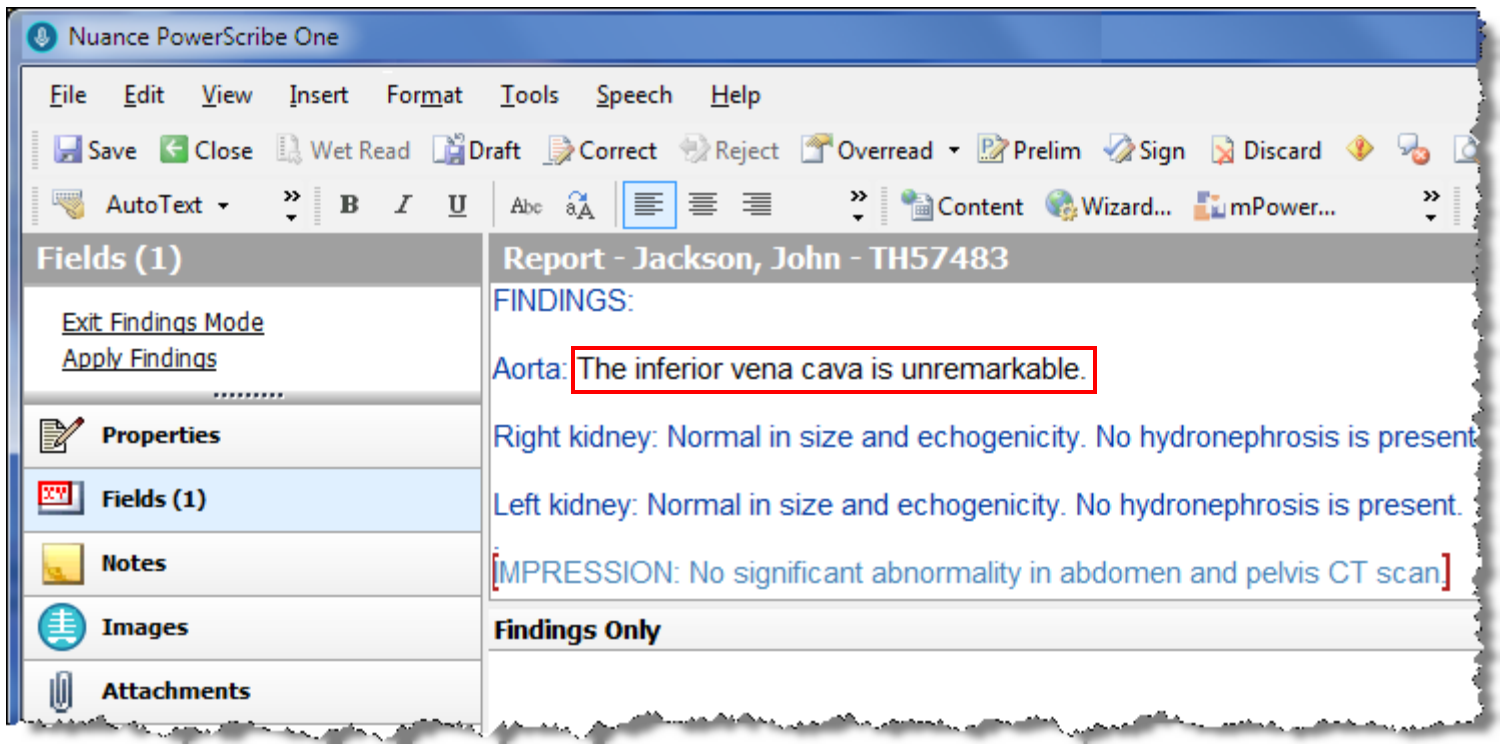 Nuance PowerScribe One
File Edit View Insert Format Tools Speech Help
Save Close Wet Read Draft Correct Reject Overread Prelim Sign Discard
AutoText B I U Abc aA Content Wizard... mPower...
Fields (1)
Exit Findings Mode
Apply Findings
Properties
XY Fields (1)
Notes
Images
Attachments
Report - Jackson, John - TH57483
FINDINGS:
Aorta: The inferior vena cava is unremarkable.
Right kidney: Normal in size and echogenicity. No hydronephrosis is present
Left kidney: Normal in size and echogenicity. No hydronephrosis is present.
[IMPRESSION: No significant abnormality in abdomen and pelvis CT scan.]
Findings Only